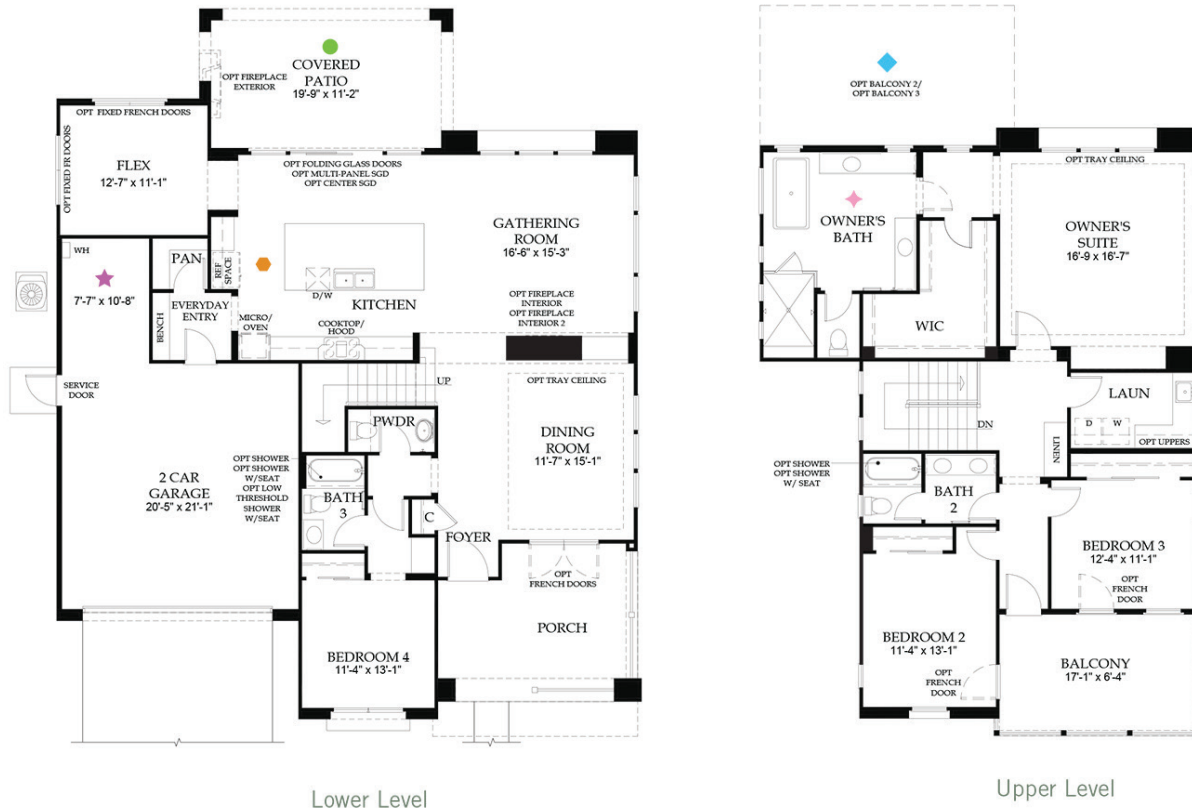 COVERED
PATIO
19'-9" x 11'-2"
OPT FIREPLACE
EXTERIOR
OPT FIXED FRENCH DOORS
OPT FIXED FR DOORS
FLEX
12'-7" x 11'-1"
OPT FOLDING GLASS DOORS
OPT MULTI-PANEL SGD
OPT CENTER SGD
GATHERING
ROOM
16'-6" x 15'-3"
WH
7'-7" x 10'-8"
PAN
REF
SPACE
D/W
KITCHEN
EVERYDAY
ENTRY
BENCH
MICRO/
OVEN
COOKTOP/
HOOD
OPT FIREPLACE
INTERIOR
OPT FIREPLACE
INTERIOR 2
SERVICE
DOOR
UP
OPT TRAY CEILING
PWDR
DINING
ROOM
11'-7" x 15'-1"
2 CAR
GARAGE
20'-5" x 21'-1"
OPT SHOWER
OPT SHOWER
W/SEAT
OPT LOW
THRESHOLD
SHOWER
W/SEAT
BATH
3
C
FOYER
OPT
FRENCH DOORS
PORCH
BEDROOM 4
11'-4" x 13'-1"
Lower Level
OPT BALCONY 2/
OPT BALCONY 3
OPT TRAY CEILING
OWNER'S
BATH
OWNER'S
SUITE
16'-9 x 16'-7"
WIC
LAUN
D
W
OPT UPPERS
DN
LINEN
OPT SHOWER
OPT SHOWER
W/ SEAT
BATH
2
BEDROOM 3
12'-4" x 11'-1"
OPT
FRENCH
DOOR
BEDROOM 2
11'-4" x 13'-1"
OPT
FRENCH
DOOR
BALCONY
17'-1" x 6'-4"
Upper Level